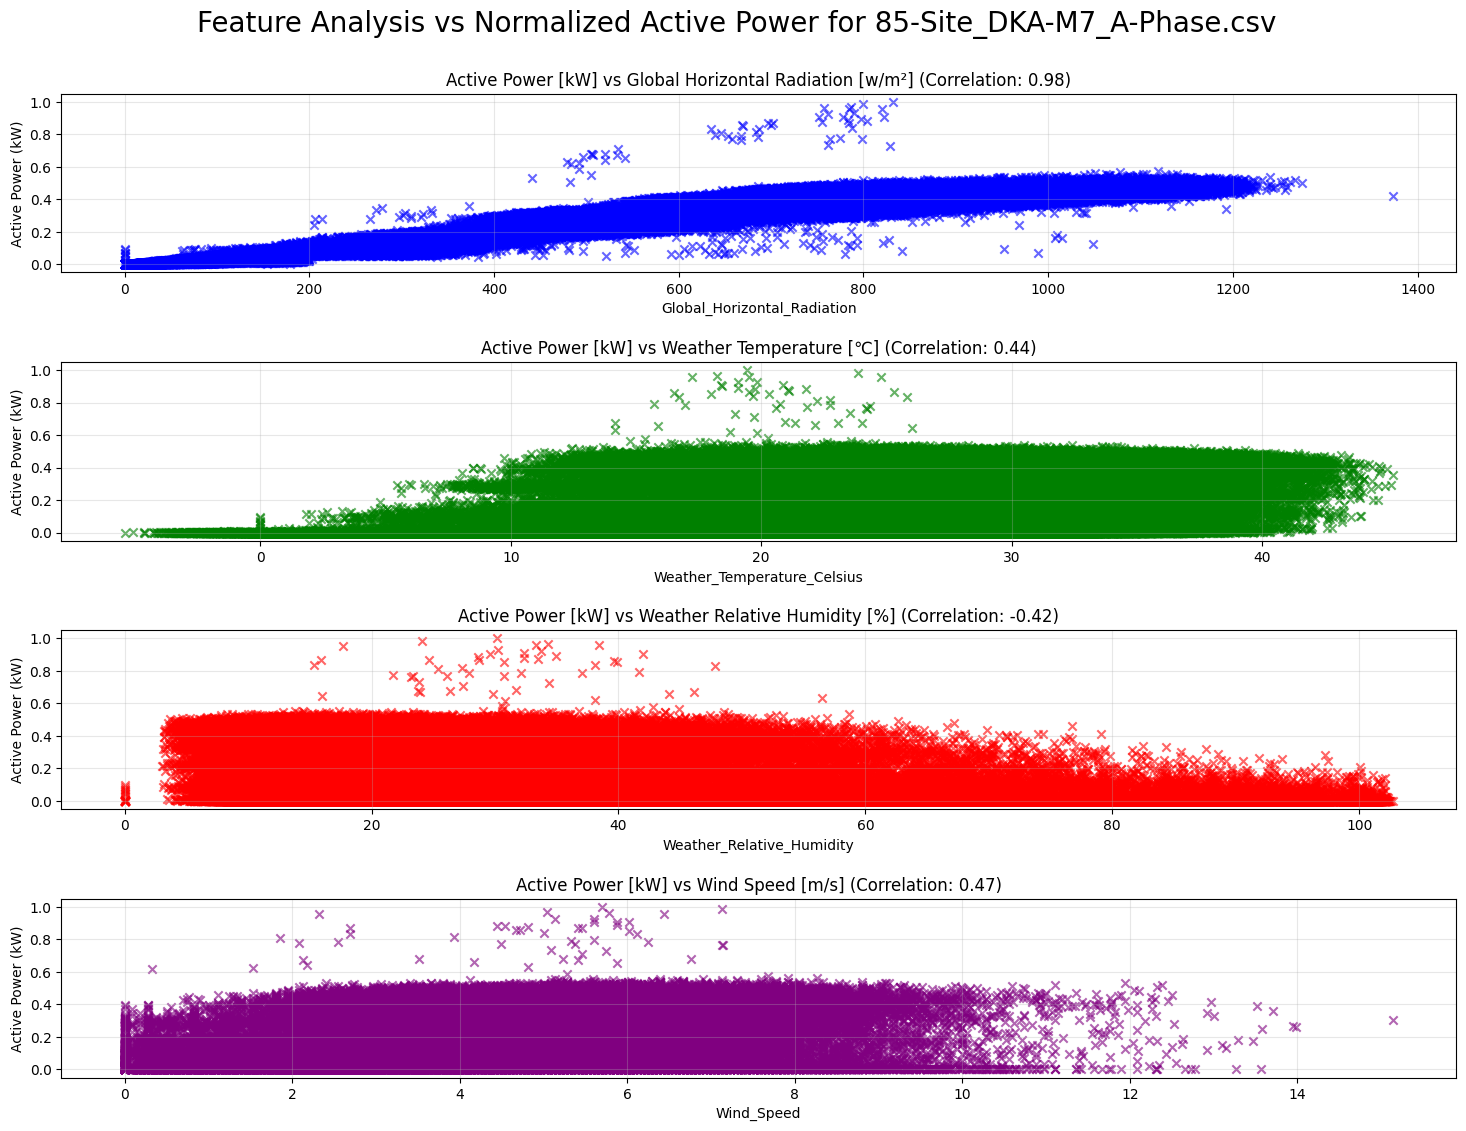 Feature Analysis vs Normalized Active Power for 85-Site_DKA-M7_A-Phase.csv
Active Power [kW] vs Global Horizontal Radiation [w/m²] (Correlation: 0.98)
Active Power (kW)
1.0
0.8
0.6
0.4
0.2
0.0
0 200 400 600 800 1000 1200 1400
Global_Horizontal_Radiation
Active Power [kW] vs Weather Temperature [℃] (Correlation: 0.44)
Active Power (kW)
1.0
0.8
0.6
0.4
0.2
0.0
0 10 20 30 40
Weather_Temperature_Celsius
Active Power [kW] vs Weather Relative Humidity [%] (Correlation: -0.42)
Active Power (kW)
1.0
0.8
0.6
0.4
0.2
0.0
0 20 40 60 80 100
Weather_Relative_Humidity
Active Power [kW] vs Wind Speed [m/s] (Correlation: 0.47)
Active Power (kW)
1.0
0.8
0.6
0.4
0.2
0.0
0 2 4 6 8 10 12 14
Wind_Speed